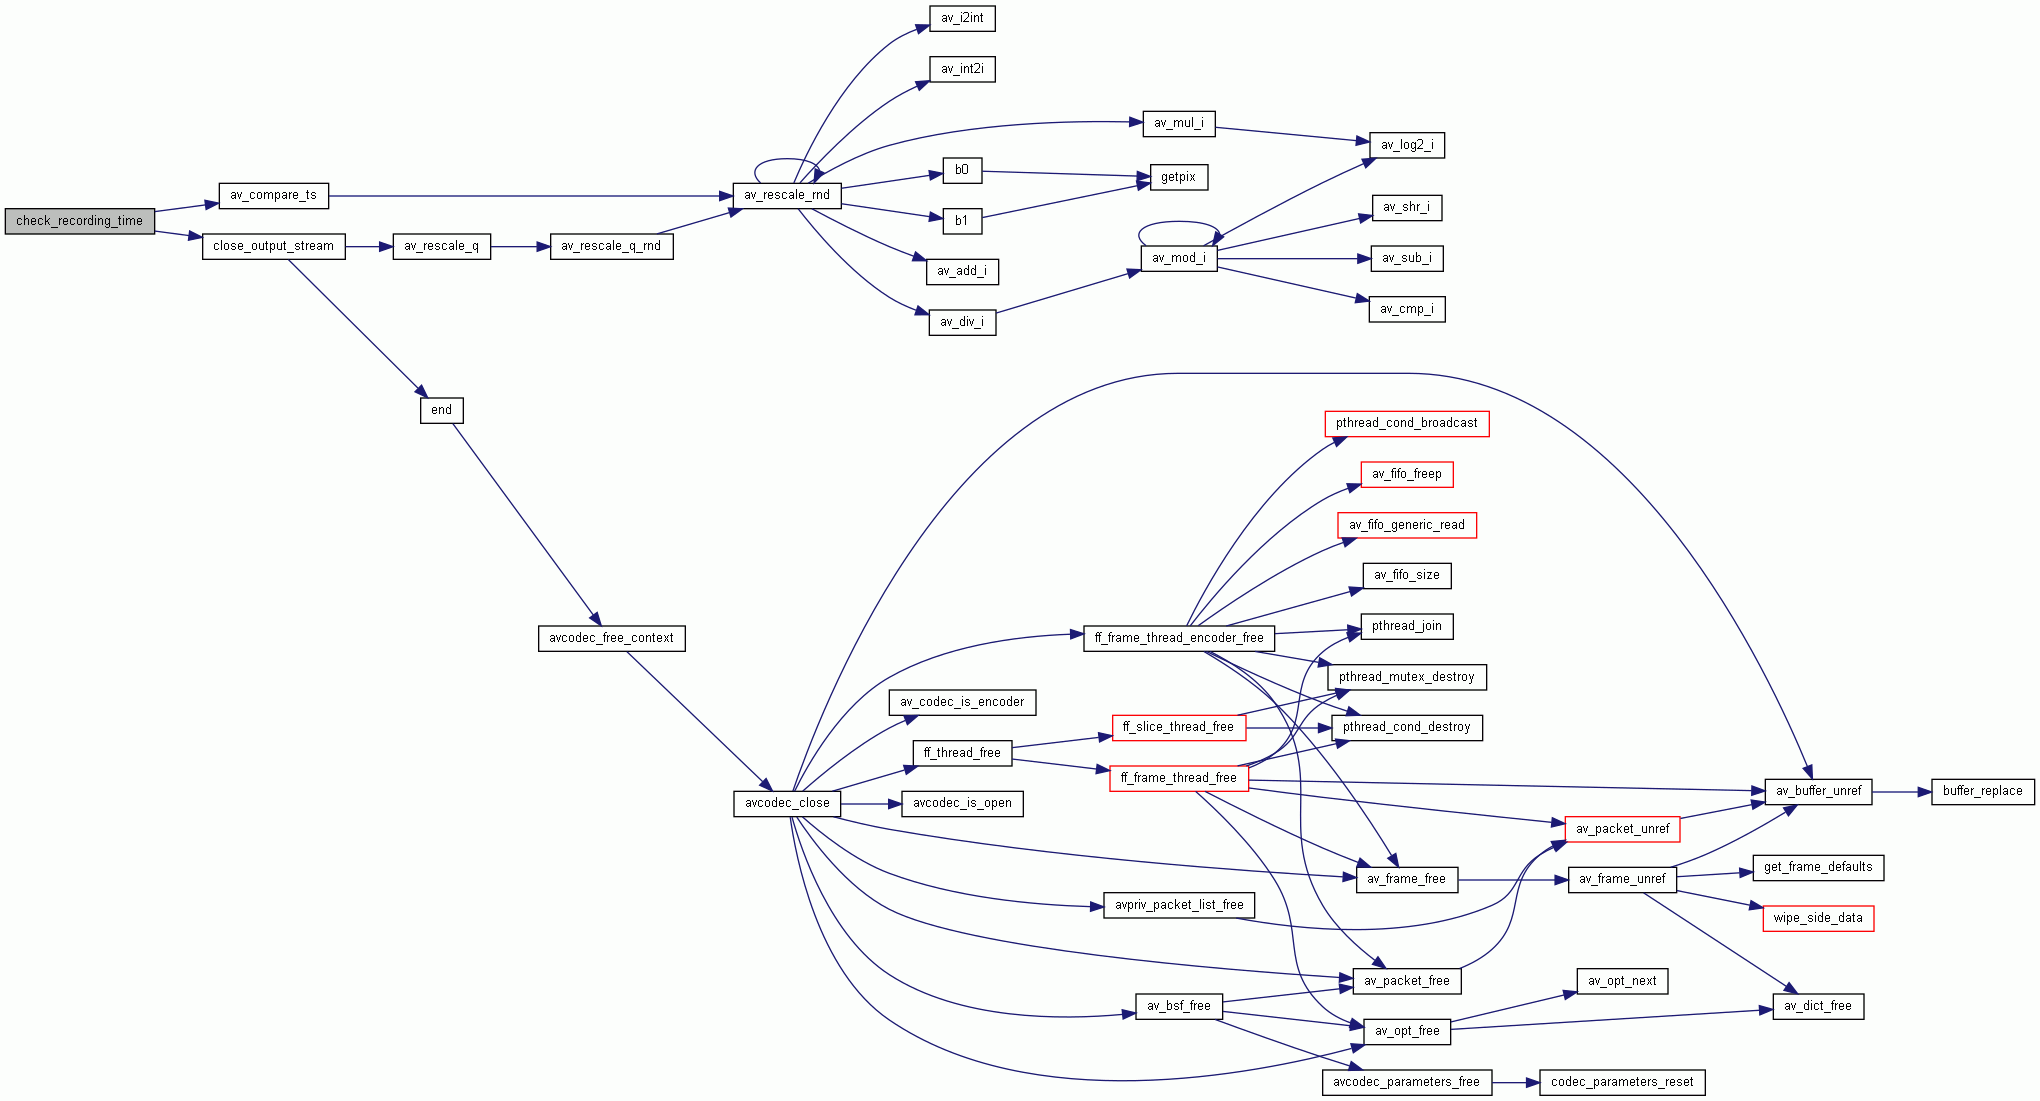 av_i2int
av_int2i
av_mul_i
av_log2_i
b0
getpix
av_compare_ts
av_rescale_rnd
av_shr_i
check_recording_time
b1
close_output_stream
av_rescale_q
av_rescale_q_rnd
av_mod_i
av_sub_i
av_add_i
av_cmp_i
av_div_i
end
pthread_cond_broadcast
av_fifo_freep
av_fifo_generic_read
av_fifo_size
avcodec_free_context
ff_frame_thread_encoder_free
pthread_join
pthread_mutex_destroy
av_codec_is_encoder
ff_slice_thread_free
pthread_cond_destroy
ff_thread_free
ff_frame_thread_free
av_buffer_unref
buffer_replace
avcodec_close
avcodec_is_open
av_packet_unref
get_frame_defaults
av_frame_free
av_frame_unref
avpriv_packet_list_free
wipe_side_data
av_packet_free
av_opt_next
av_bsf_free
av_dict_free
av_opt_free
avcodec_parameters_free
codec_parameters_reset